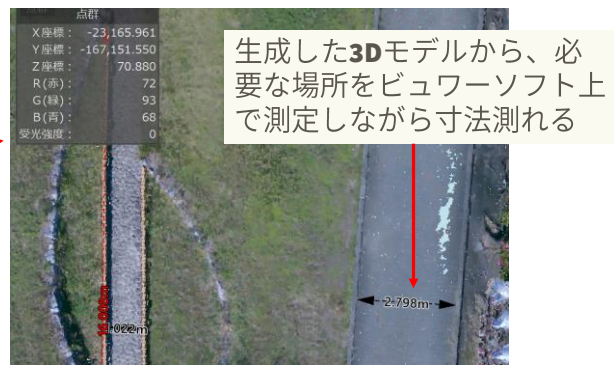 点群
X座標： -23,165.961
Y座標： -167,151.550
Z座標： 70.880
R(赤)： 72
G(緑)： 93
B(青)： 68
受光強度： 0
生成した3Dモデルから、必
要な場所をビュワーソフト上
で測定しながら寸法測れる
2.798m
.022m